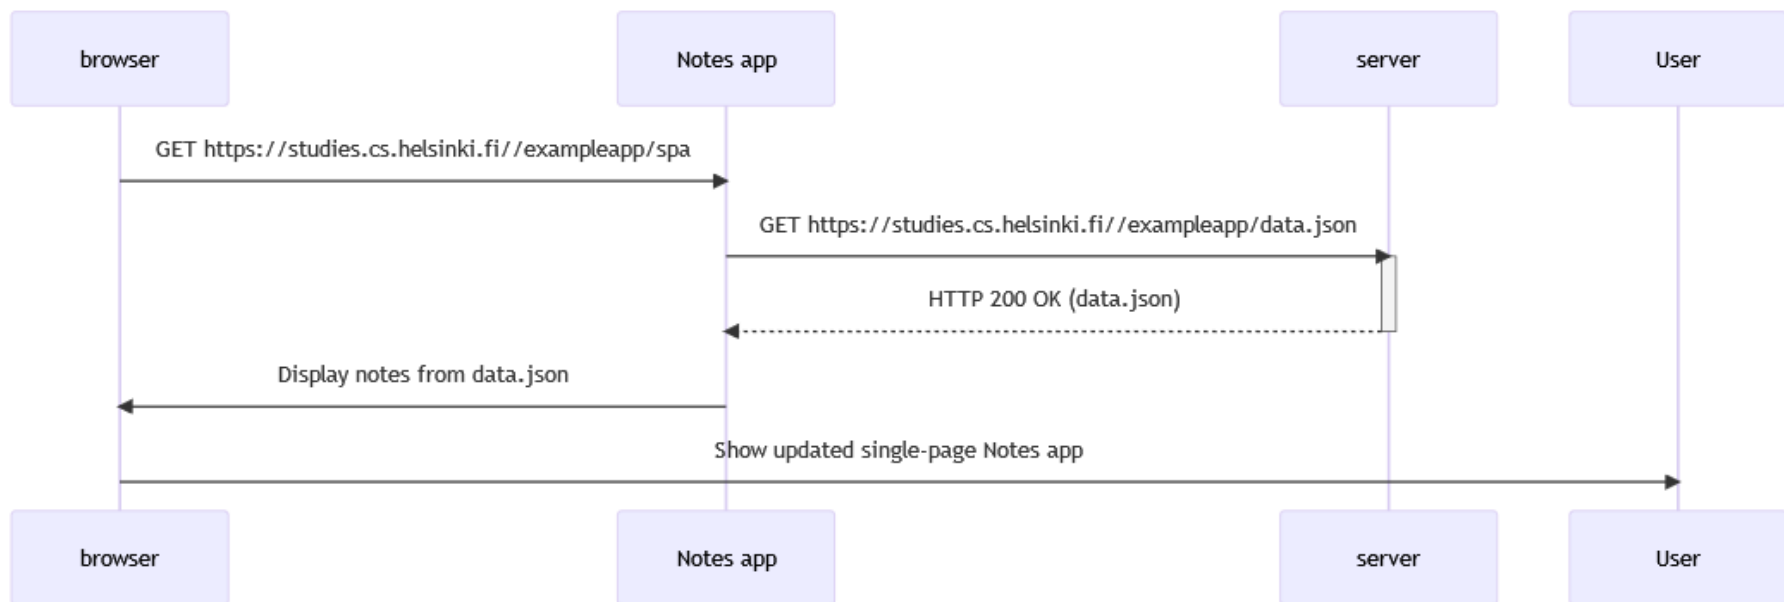 browser
Notes app
server
User
GET https://studies.cs.helsinki.fi//exampleapp/spa
GET https://studies.cs.helsinki.fi//exampleapp/data.json
HTTP 200 OK (data.json)
Display notes from data.json
Show updated single-page Notes app
browser
Notes app
server
User